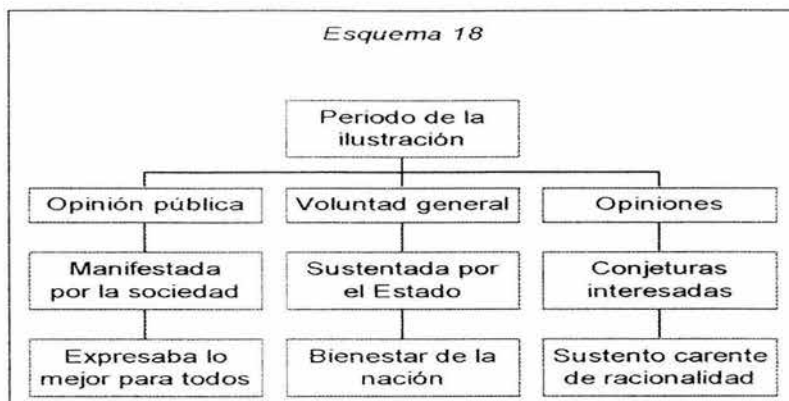 Esquema 18
Periodo de la
ilustración
Opinión pública
Voluntad general
Opiniones
Manifestada
por la sociedad
Sustentada por
el Estado
Conjeturas
interesadas
Expresaba lo
mejor para todos
Bienestar de la
nación
Sustento carente
de racionalidad